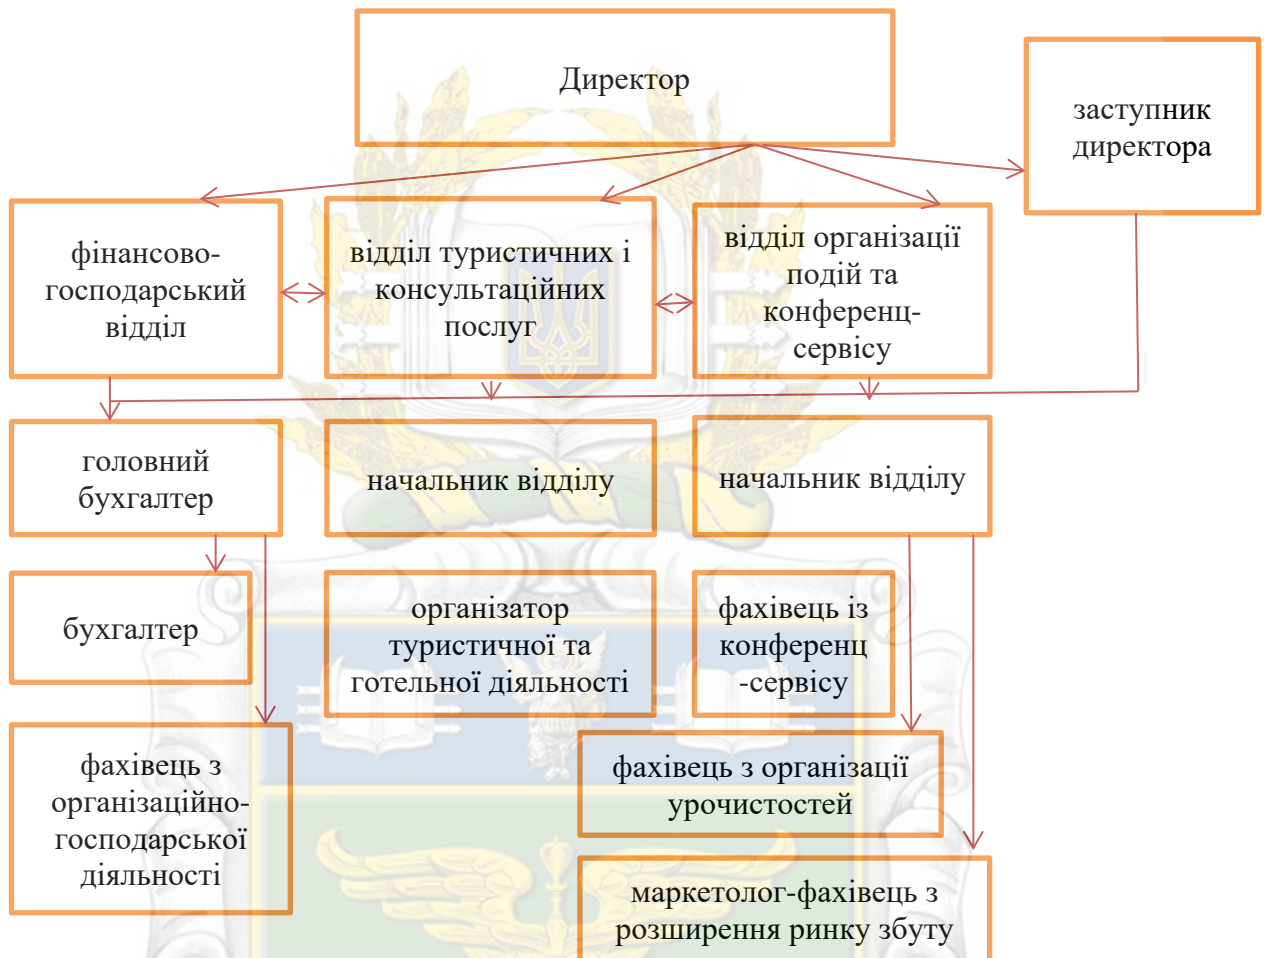 Директор
заступник
директора
фінансово-
господарський
відділ
відділ туристичних і
консультаційних
послуг
відділ організації
подій та
конференц-
сервісу
головний
бухгалтер
начальник відділу
начальник відділу
бухгалтер
організатор
туристичної та
готельної діяльності
фахівець із
конференц
-сервісу
фахівець з
організаційно-
господарської
діяльності
фахівець з організації
урочистостей
маркетолог-фахівець з
розширення ринку збуту